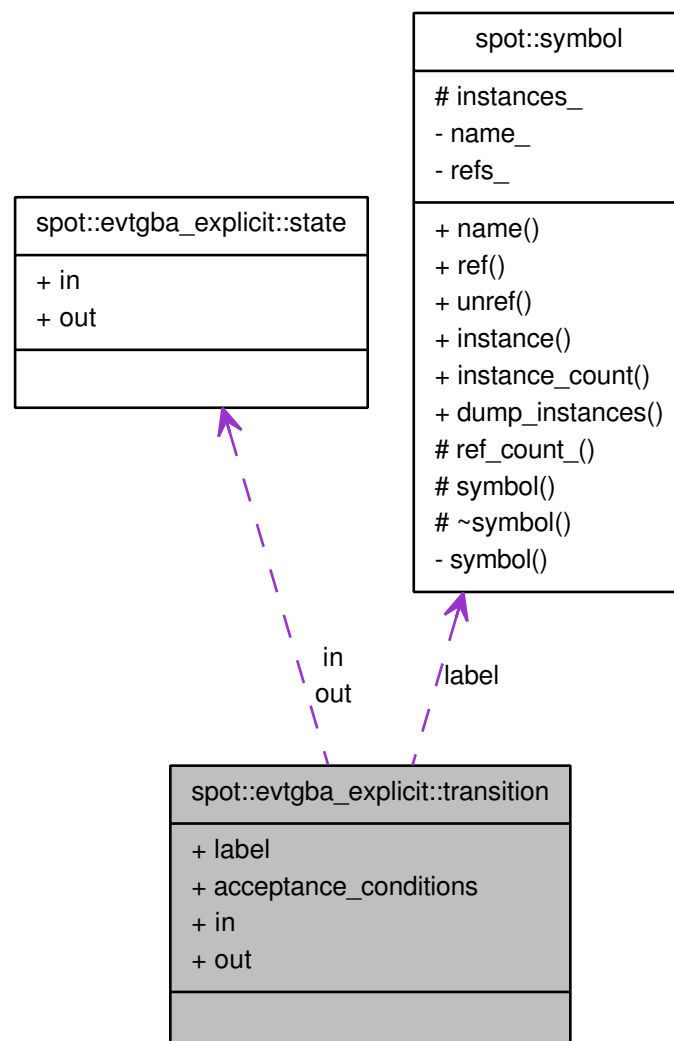 spot::symbol
# instances_
- name_
- refs_
+ name()
+ ref()
+ unref()
+ instance()
+ instance_count()
+ dump_instances()
# ref_count_()
# symbol()
# ~symbol()
- symbol()
spot::evtgba_explicit::state
+ in
+ out
in
out
label
spot::evtgba_explicit::transition
+ label
+ acceptance_conditions
+ in
+ out